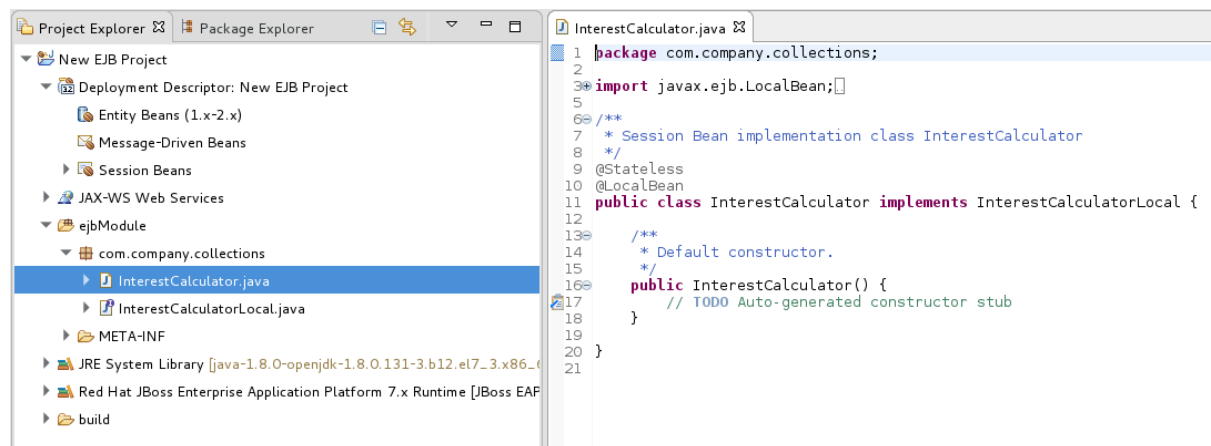 Project Explorer
Package Explorer
New EJB Project
Deployment Descriptor: New EJB Project
Entity Beans (1.x-2.x)
Message-Driven Beans
Session Beans
JAX-WS Web Services
ejbModule
com.company.collections
InterestCalculator.java
InterestCalculatorLocal.java
META-INF
JRE System Library [java-1.8.0-openjdk-1.8.0.131-3.b12.el7_3.x86_6
Red Hat JBoss Enterprise Application Platform 7.x Runtime [JBoss EAP
build
InterestCalculator.java
1 package com.company.collections;
2
3 import javax.ejb.LocalBean;
5
6 /**
7 * Session Bean implementation class InterestCalculator
8 */
9 @Stateless
10 @LocalBean
11 public class InterestCalculator implements InterestCalculatorLocal {
12
13 /**
14 * Default constructor.
15 */
16 public InterestCalculator() {
17 // TODO Auto-generated constructor stub
18 }
19
20 }
21